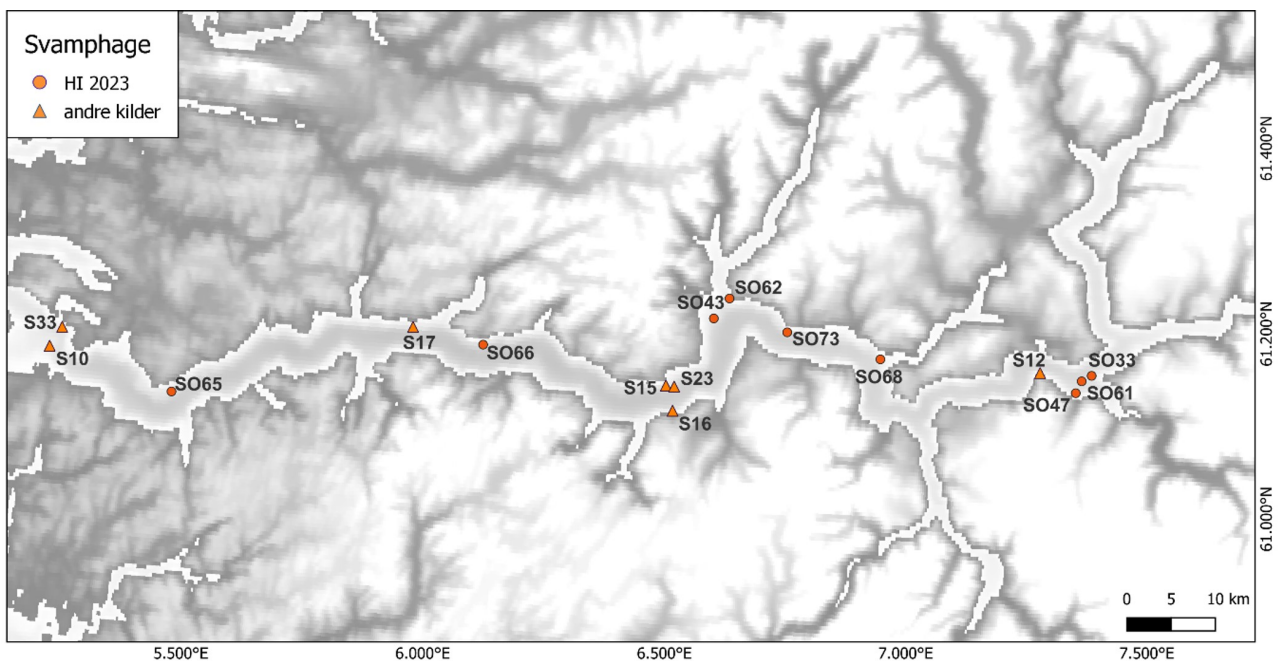 Svamphage
HI 2023
andre kilder
61.400°N
SO62
SO43
S33
S10
S17
SO66
SO73
61.200°N
SO65
S15
S23
S16
SO68
S12
SO33
SO61
SO47
61.000°N
0 5 10 km
5.500°E 6.000°E 6.500°E 7.000°E 7.500°E